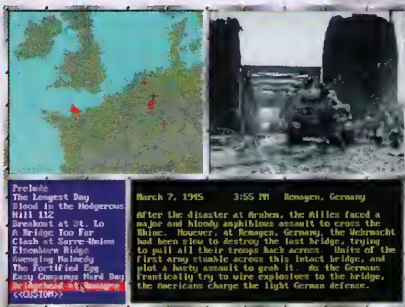 Prelude
The Longest Day
Blood in the Hedgerows
Hill 112
Breakout at St. Lo
A Bridge Too Far
Clash at Sarre-Union
Elsenborn Ridge
Avenging Malmedy
The Fortified Egg
Easy Companys Hard Day
Bridgehead at Remagen
<<CUSTOM>>
March 7, 1945 3:55 PM Remagen, Germany
After the disaster at Arnhem, the Allies faced a
major and bloody amphibious assault to cross the
Rhine. However, at Remagen, Germany, the Wehrmacht
had been slow to destroy the last bridge, trying
to pull all their troops back across. Units of the
first army stumble across this intact bridge, and
plot a hasty assault to grab it. As the Germans
frantically try to wire explosives to the bridge,
the Americans charge the light German defense.